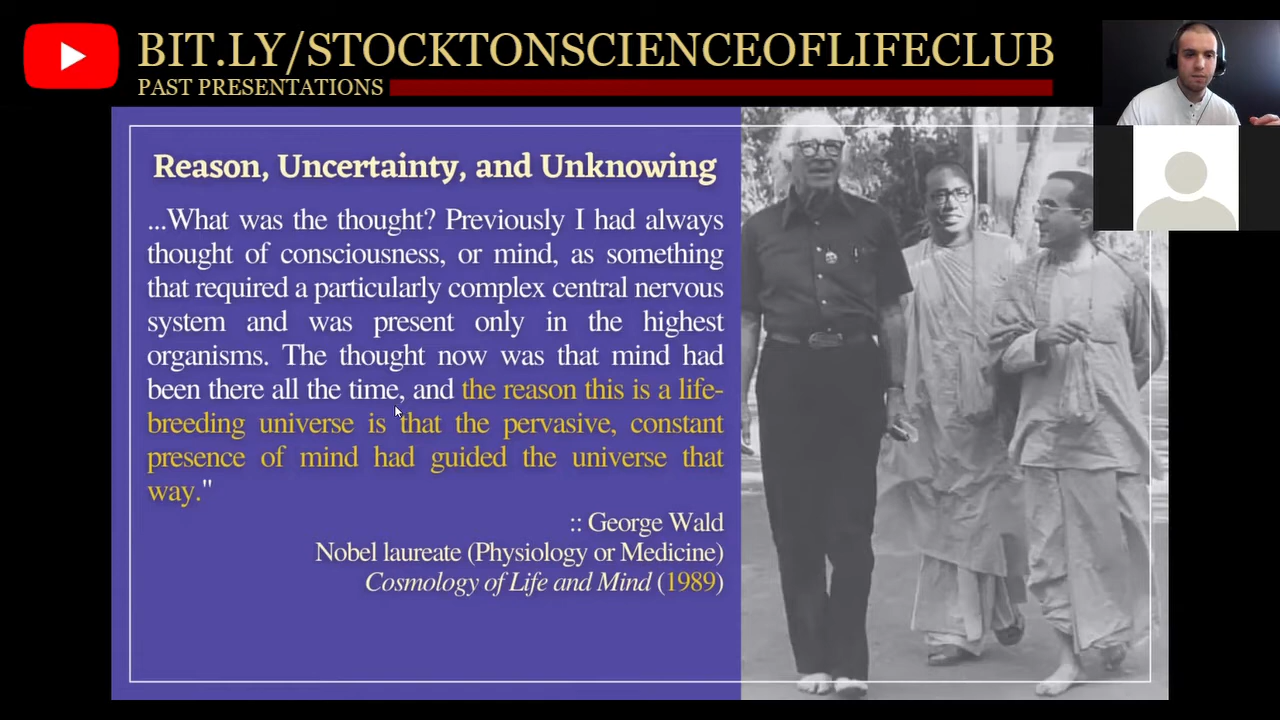 BIT.LY/STOCKTONSCIENCEOFLIFECLUB
PAST PRESENTATIONS
Reason, Uncertainty, and Unknowing
...What was the thought? Previously I had always
thought of consciousness, or mind, as something
that required a particularly complex central nervous
system and was present only in the highest
organisms. The thought now was that mind had
been there all the time, and the reason this is a life-
breeding universe is that the pervasive, constant
presence of mind had guided the universe that
way."
:: George Wald
Nobel laureate (Physiology or Medicine)
Cosmology of Life and Mind (1989)